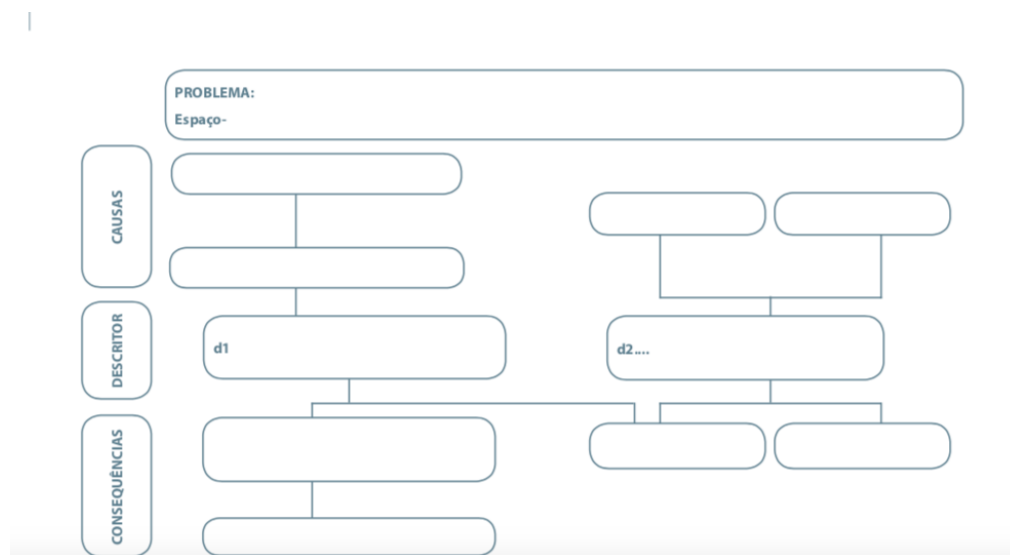 PROBLEMA:
Espaço-
CAUSAS
DESCRITOR
d1
d2....
CONSEQUÊNCIAS